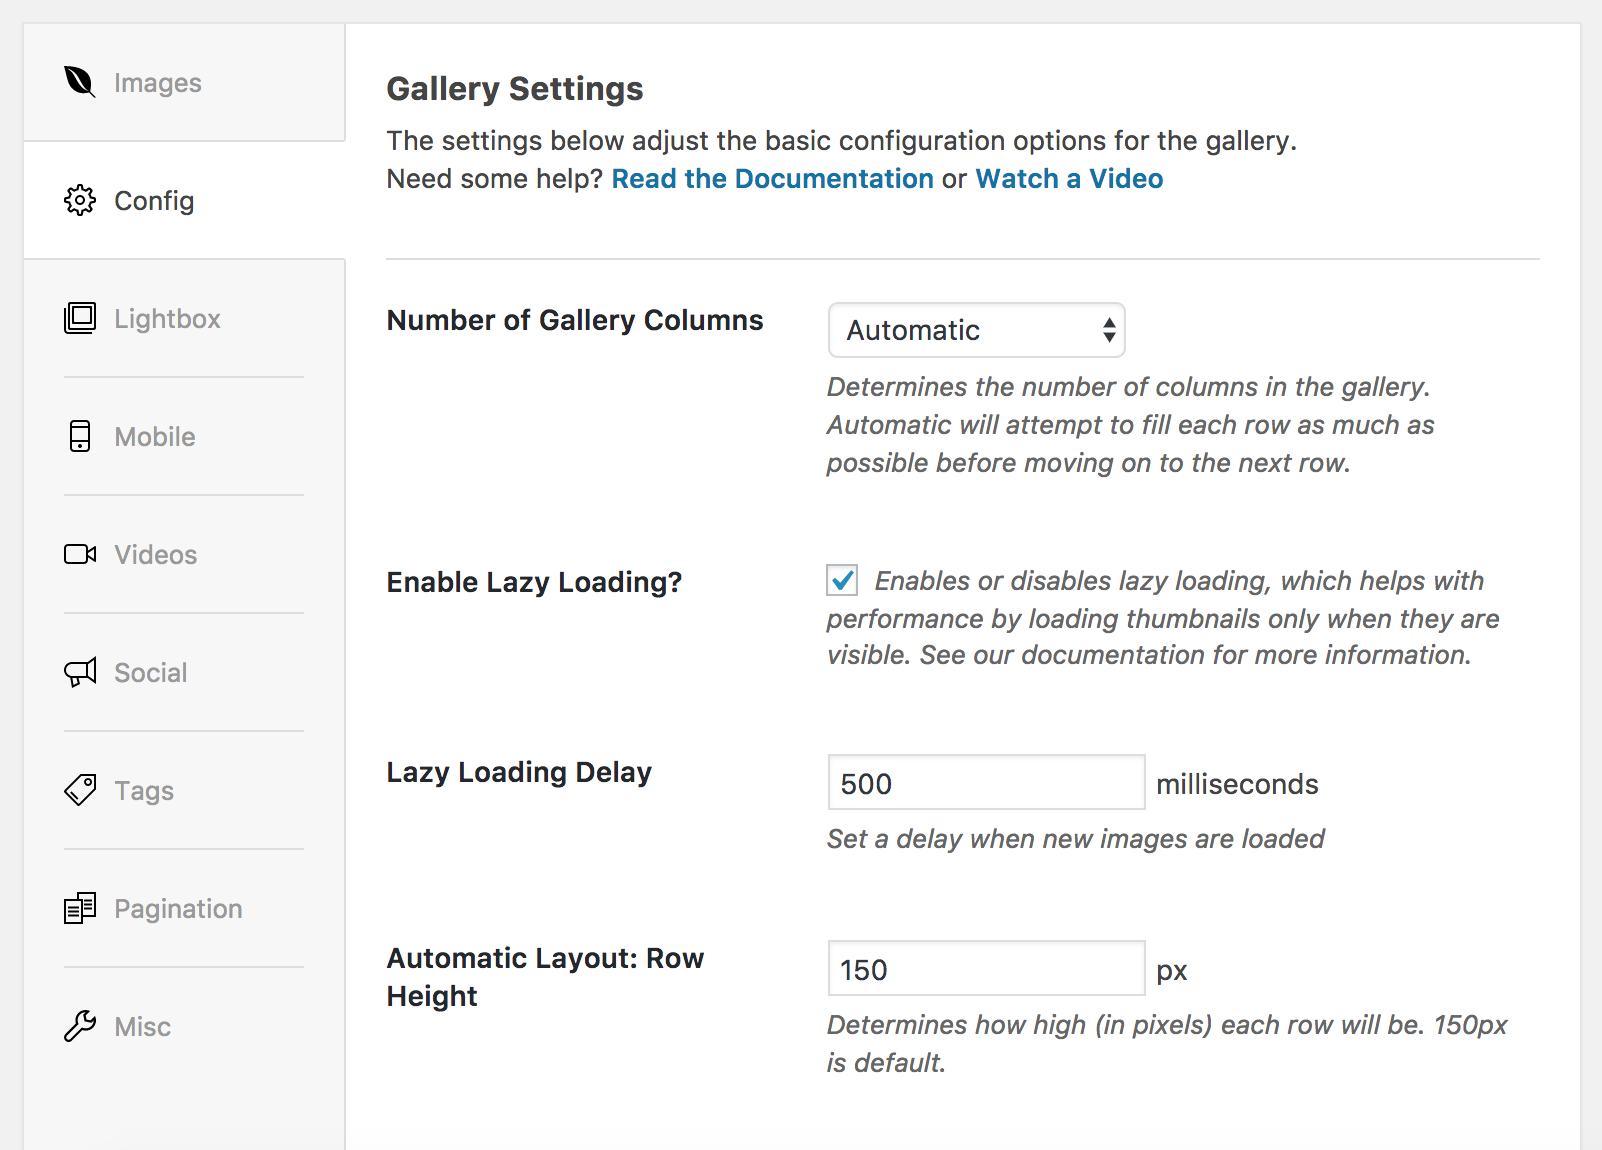 Images
Config
Lightbox
Mobile
Videos
Social
Tags
Pagination
Misc
Gallery Settings
The settings below adjust the basic configuration options for the gallery.
Need some help? Read the Documentation or Watch a Video
Number of Gallery Columns
Automatic
Determines the number of columns in the gallery.
Automatic will attempt to fill each row as much as
possible before moving on to the next row.
Enable Lazy Loading?
Enables or disables lazy loading, which helps with
performance by loading thumbnails only when they are
visible. See our documentation for more information.
Lazy Loading Delay
500 milliseconds
Set a delay when new images are loaded
Automatic Layout: Row
Height
150 px
Determines how high (in pixels) each row will be. 150px
is default.